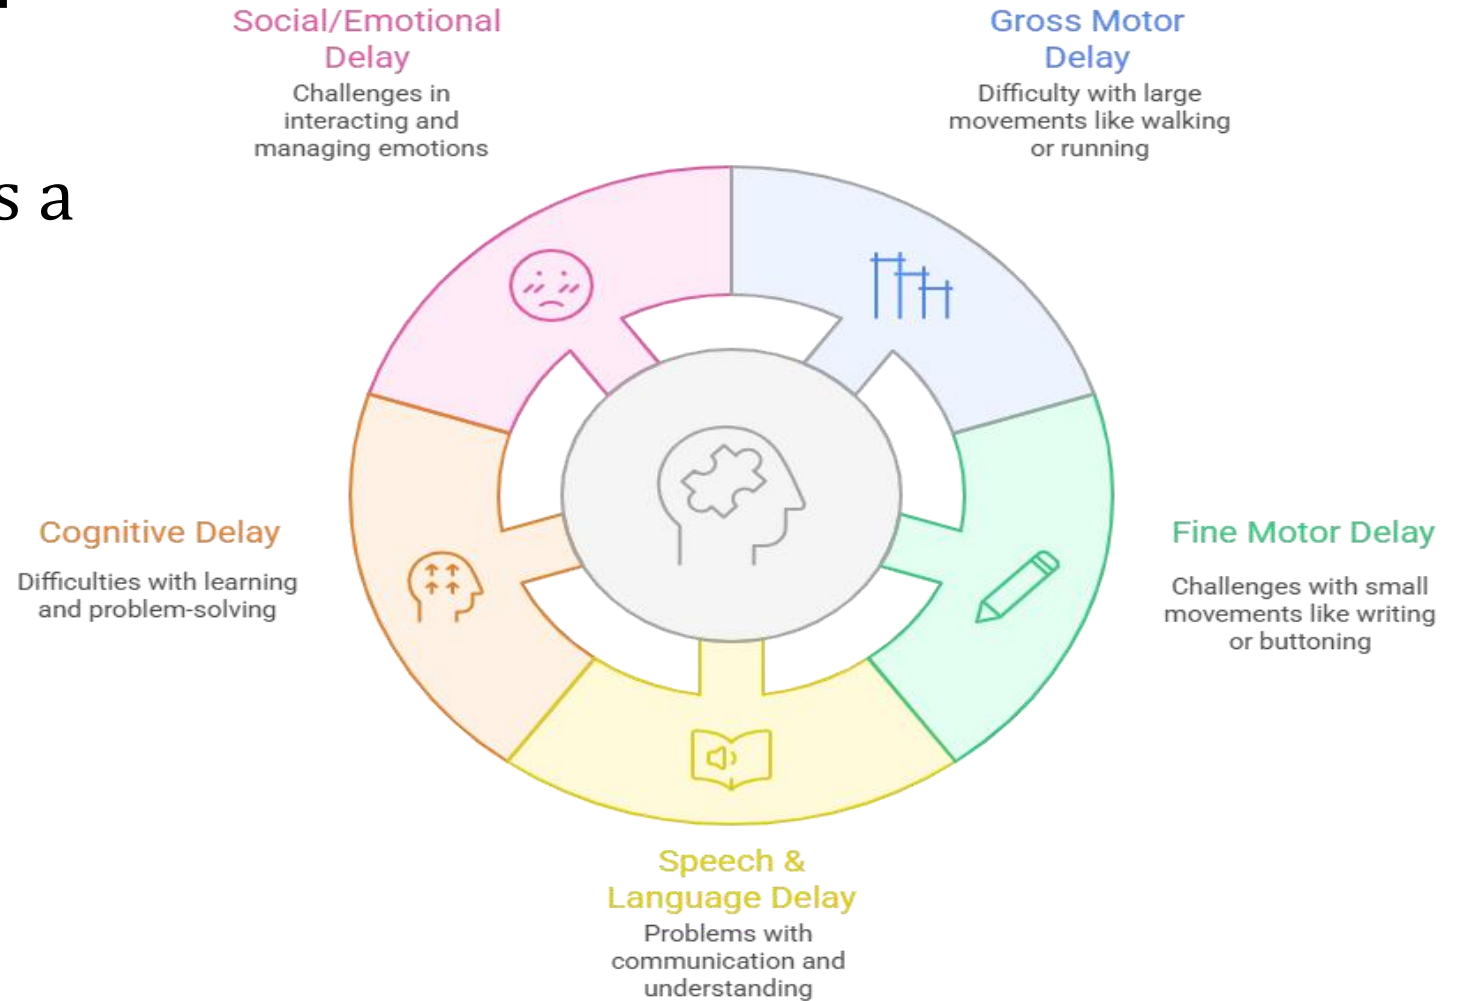 Social/Emotional
Delay
Challenges in
interacting and
managing emotions
Gross Motor
Delay
Difficulty with large
movements like walking
or running
s a
Cognitive Delay
Difficulties with learning
and problem-solving
Fine Motor Delay
Challenges with small
movements like writing
or buttoning
Speech &
Language Delay
Problems with
communication and
understanding